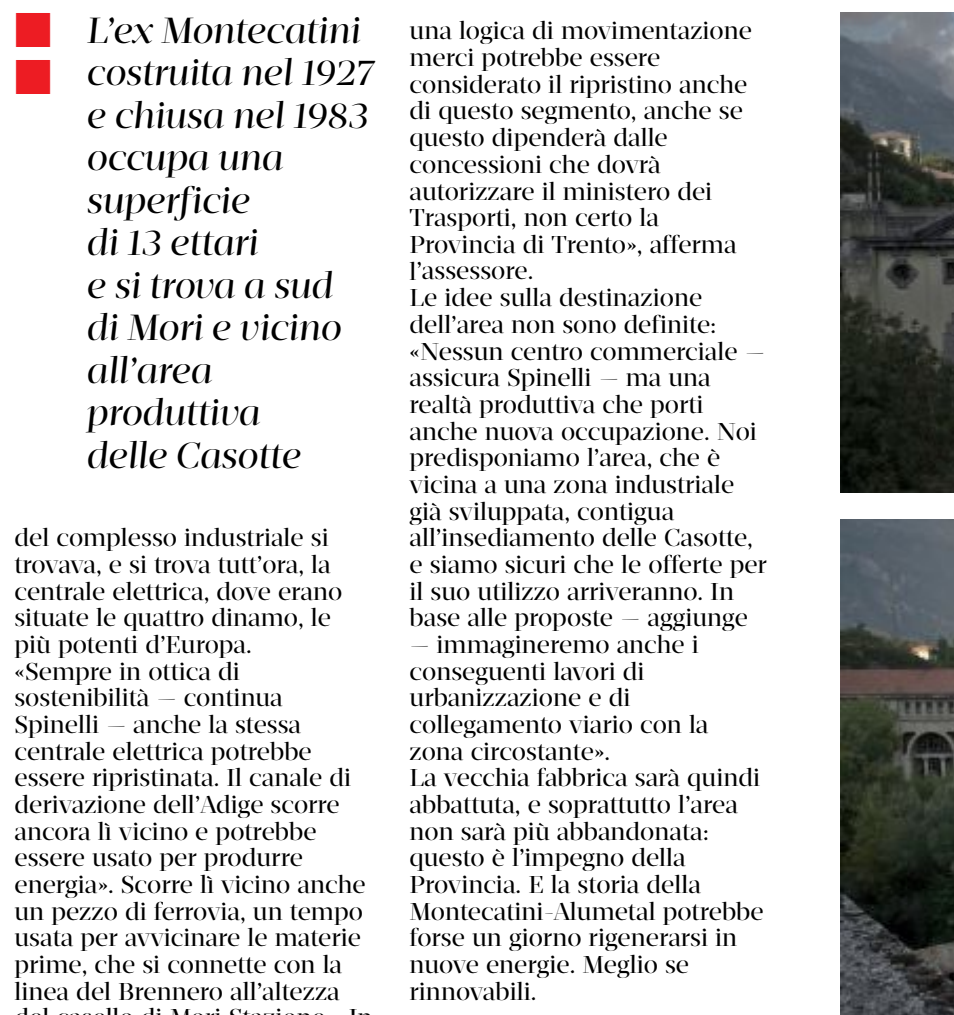 L’ex Montecatini
costruita nel 1927
e chiusa nel 1983
occupa una
superficie
di 13 ettari
e si trova a sud
di Mori e vicino
all’area
produttiva
delle Casotte
del complesso industriale si
trovava, e si trova tutt’ora, la
centrale elettrica, dove erano
situate le quattro dinamo, le
più potenti d’Europa.
«Sempre in ottica di
sostenibilità — continua
Spinelli — anche la stessa
centrale elettrica potrebbe
essere ripristinata. Il canale di
derivazione dell’Adige scorre
ancora lì vicino e potrebbe
essere usato per produrre
energia». Scorre lì vicino anche
un pezzo di ferrovia, un tempo
usata per avvicinare le materie
prime, che si connette con la
linea del Brennero all’altezza
del casello di Mori Stazione. In
una logica di movimentazione
merci potrebbe essere
considerato il ripristino anche
di questo segmento, anche se
questo dipenderà dalle
concessioni che dovrà
autorizzare il ministero dei
Trasporti, non certo la
Provincia di Trento», afferma
l’assessore.
Le idee sulla destinazione
dell’area non sono definite:
«Nessun centro commerciale —
assicura Spinelli — ma una
realtà produttiva che porti
anche nuova occupazione. Noi
predisponiamo l’area, che è
vicina a una zona industriale
già sviluppata, contigua
all’insediamento delle Casotte,
e siamo sicuri che le offerte per
il suo utilizzo arriveranno. In
base alle proposte — aggiunge
— immagineremo anche i
conseguenti lavori di
urbanizzazione e di
collegamento viario con la
zona circostante».
La vecchia fabbrica sarà quindi
abbattuta, e soprattutto l’area
non sarà più abbandonata:
questo è l’impegno della
Provincia. E la storia della
Montecatini-Alumetal potrebbe
forse un giorno rigenerarsi in
nuove energie. Meglio se
rinnovabili.